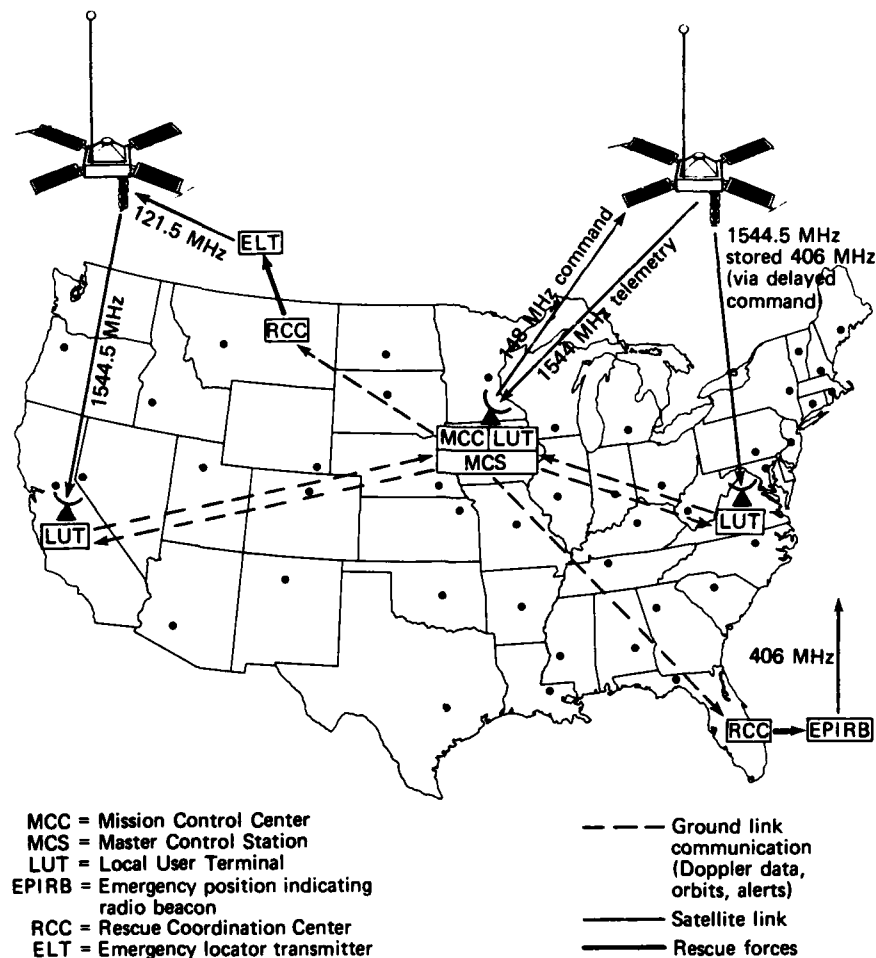 121.5 MHz
ELT
1544.5 MHz
RCC
148 MHz command
1544 MHz telemetry
1544.5 MHz
stored 406 MHz
(via delayed
command)
MCC LUT
MCS
LUT
LUT
406 MHz
RCC
EPIRB
MCC = Mission Control Center
MCS = Master Control Station
LUT = Local User Terminal
EPIRB = Emergency position indicating
radio beacon
RCC = Rescue Coordination Center
ELT = Emergency locator transmitter
Ground link
communication
(Doppler data,
orbits, alerts)
Satellite link
Rescue forces